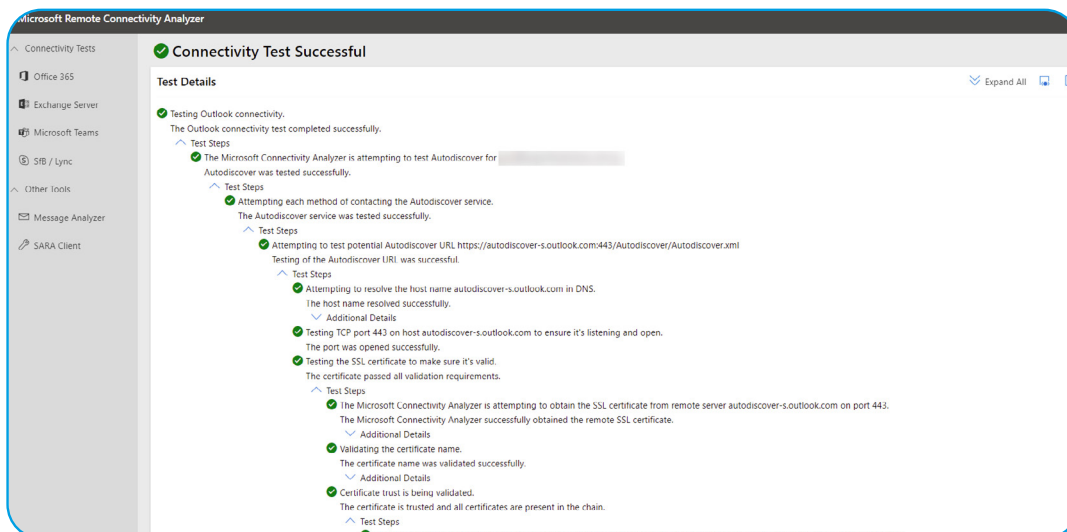 Microsoft Remote Connectivity Analyzer
Connectivity Tests
Office 365
Exchange Server
Microsoft Teams
SfB / Lync
Other Tools
Message Analyzer
SARA Client
Connectivity Test Successful
Test Details
Expand All
Testing Outlook connectivity.
The Outlook connectivity test completed successfully.
Test Steps
The Microsoft Connectivity Analyzer is attempting to test Autodiscover for
Autodiscover was tested successfully.
Test Steps
Attempting each method of contacting the Autodiscover service.
The Autodiscover service was tested successfully.
Test Steps
Attempting to test potential Autodiscover URL https://autodiscover-s.outlook.com:443/Autodiscover/Autodiscover.xml
Testing of the Autodiscover URL was successful.
Test Steps
Attempting to resolve the host name autodiscover-s.outlook.com in DNS.
The host name resolved successfully.
Additional Details
Testing TCP port 443 on host autodiscover-s.outlook.com to ensure it's listening and open.
The port was opened successfully.
Testing the SSL certificate to make sure it's valid.
The certificate passed all validation requirements.
Test Steps
The Microsoft Connectivity Analyzer is attempting to obtain the SSL certificate from remote server autodiscover-s.outlook.com on port 443.
The Microsoft Connectivity Analyzer successfully obtained the remote SSL certificate.
Additional Details
Validating the certificate name.
The certificate name was validated successfully.
Additional Details
Certificate trust is being validated.
The certificate is trusted and all certificates are present in the chain.
Test Steps